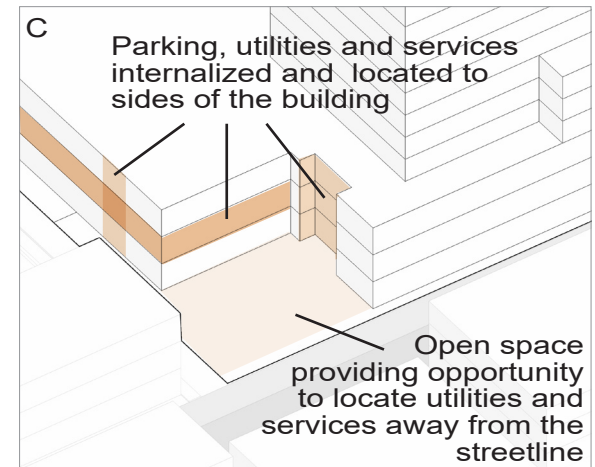 C
Parking, utilities and services
internalized and located to
sides of the building
Open space
providing opportunity
to locate utilities and
services away from the
streetline